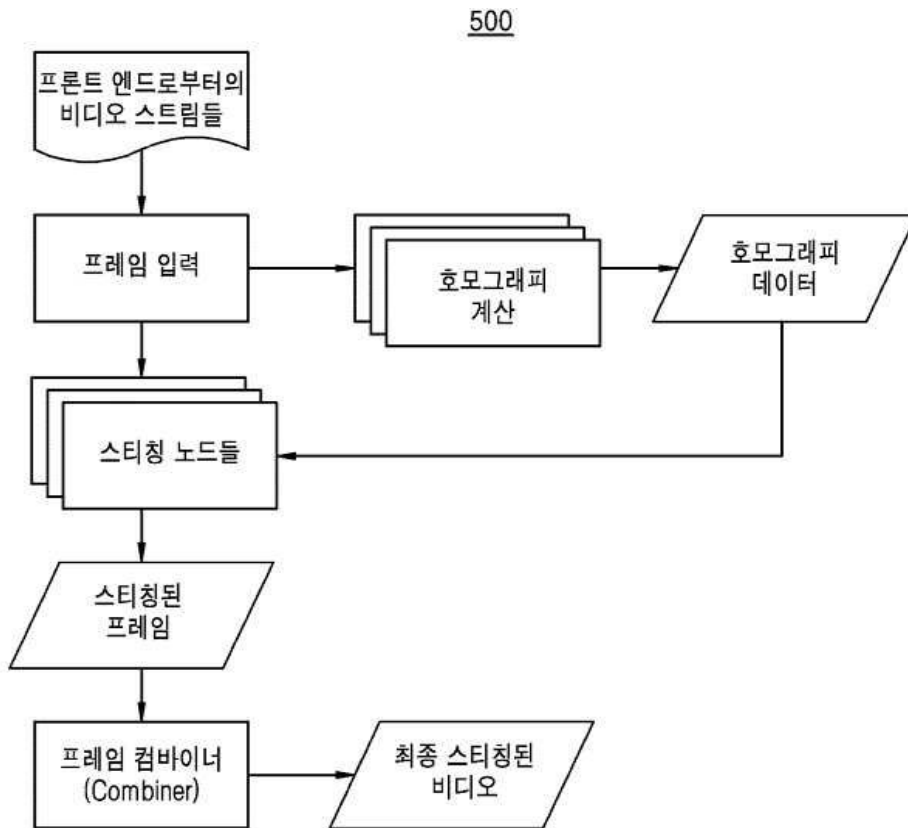 500
프론트 엔드로부터의
비디오 스트림들
프레임 입력
호모그래피
계산
호모그래피
데이터
스티칭 노드들
스티칭된
프레임
프레임 컴바이너
(Combiner)
최종 스티칭된
비디오